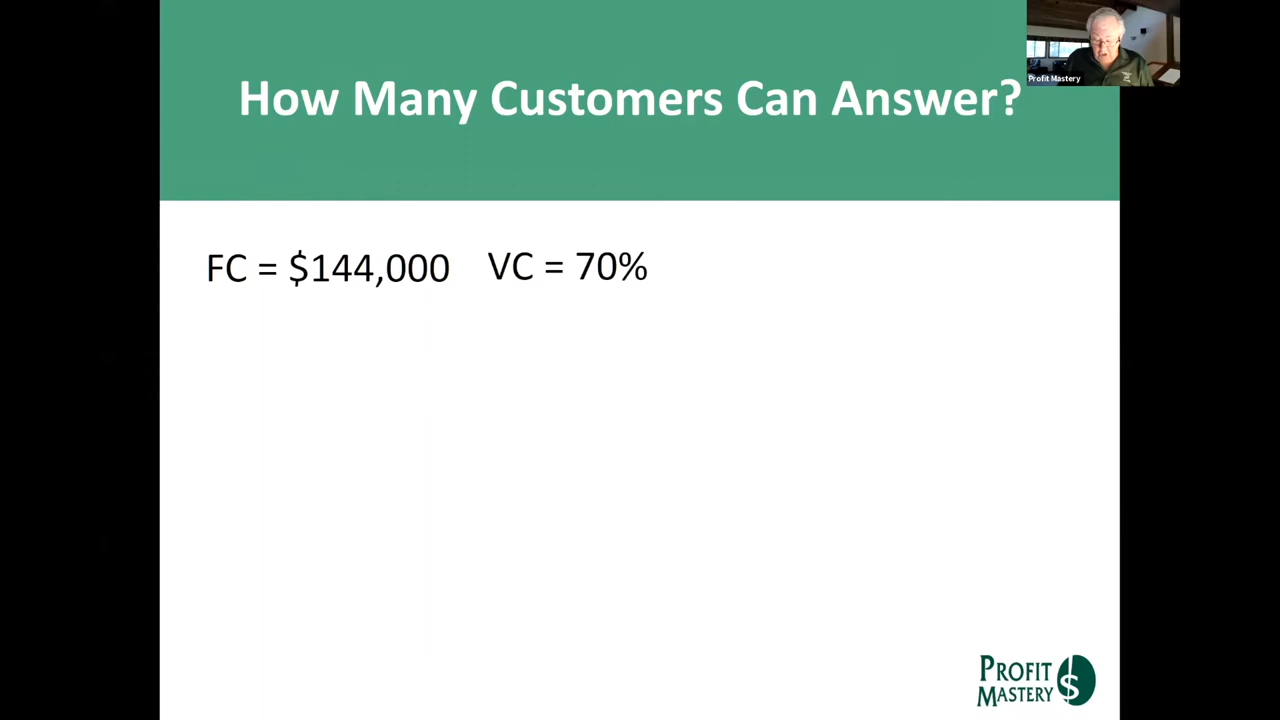 How Many Customers Can Answer?
Profit Mastery
FC = $144,000 VC = 70%
PROFIT
MASTERY